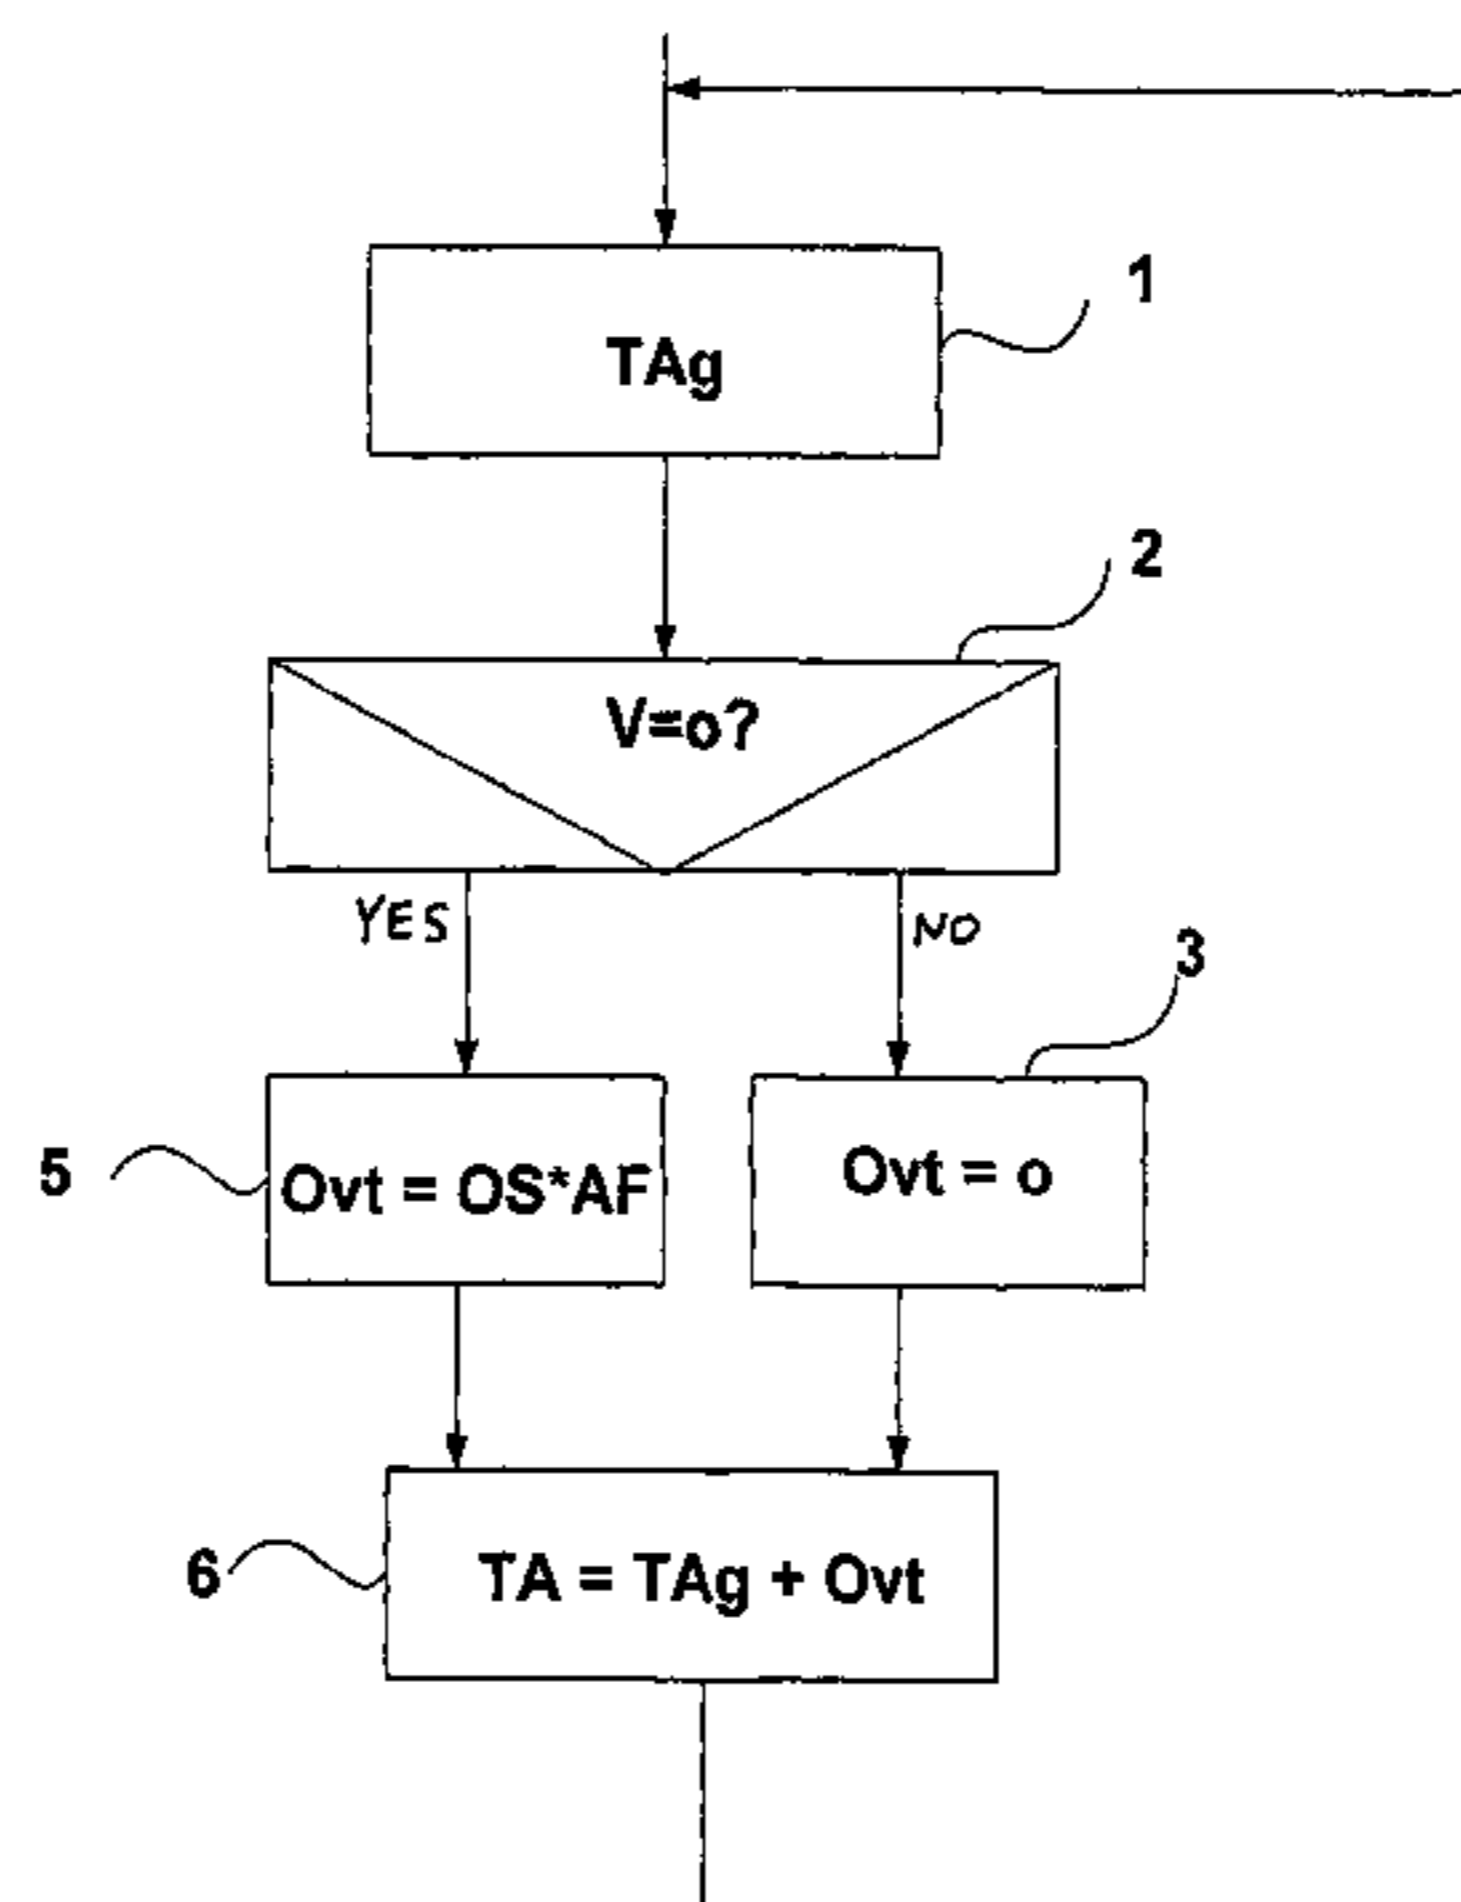 1
TAg
2
V=o?
YES
NO
3
5
Ovt = OS*AF
Ovt = o
6
TA = TAg + Ovt